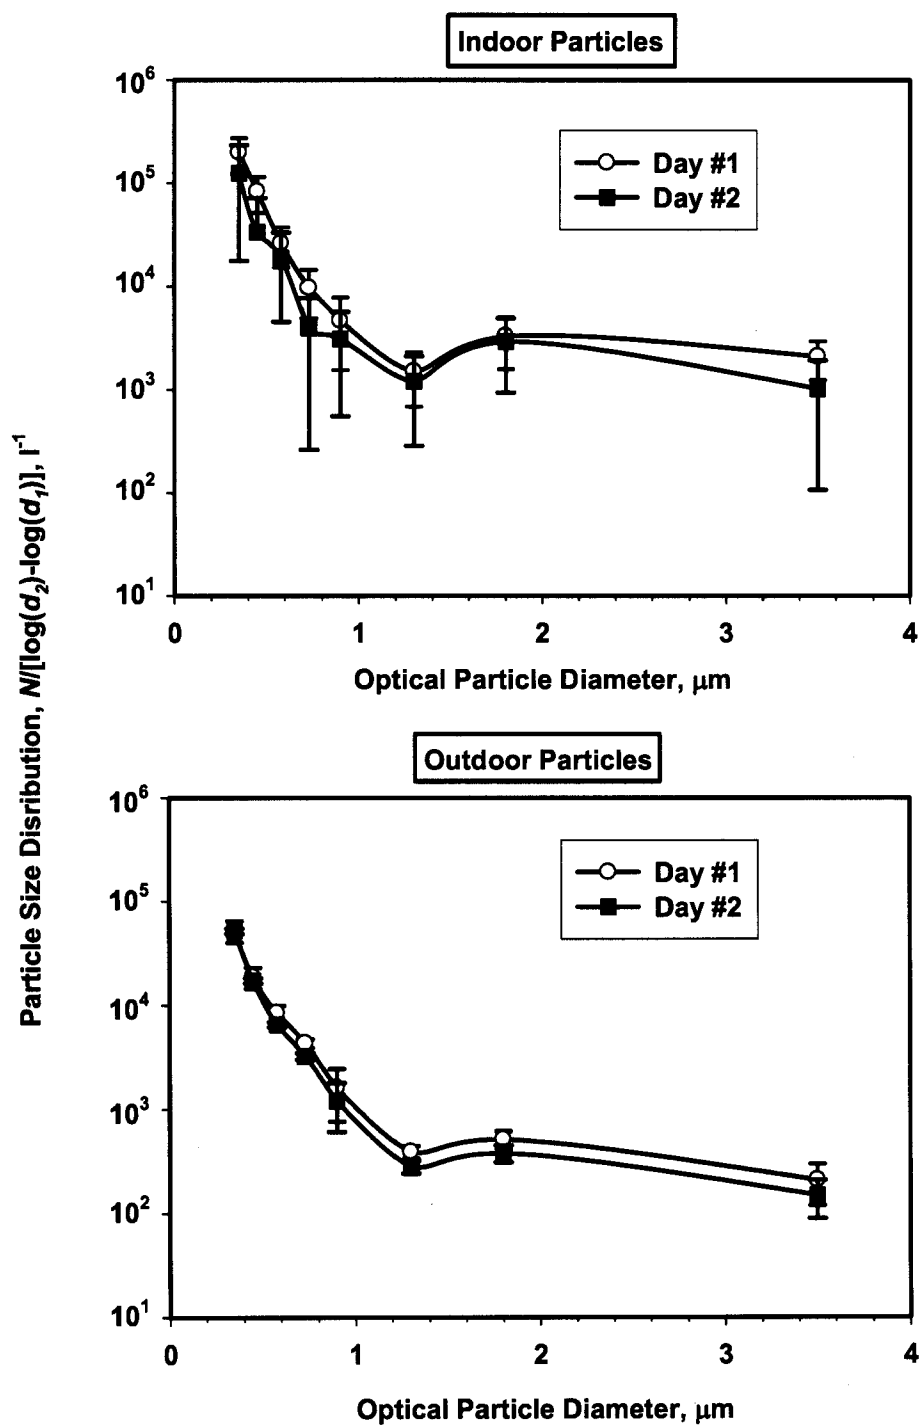 Indoor Particles
10⁶
10⁵
10⁴
10³
10²
10¹
Day #1
Day #2
0 1 2 3 4
Optical Particle Diameter, μm
Particle Size Disribution, N/[log(d₂)-log(d₁)], l⁻¹
Outdoor Particles
10⁶
10⁵
10⁴
10³
10²
10¹
Day #1
Day #2
0 1 2 3 4
Optical Particle Diameter, μm